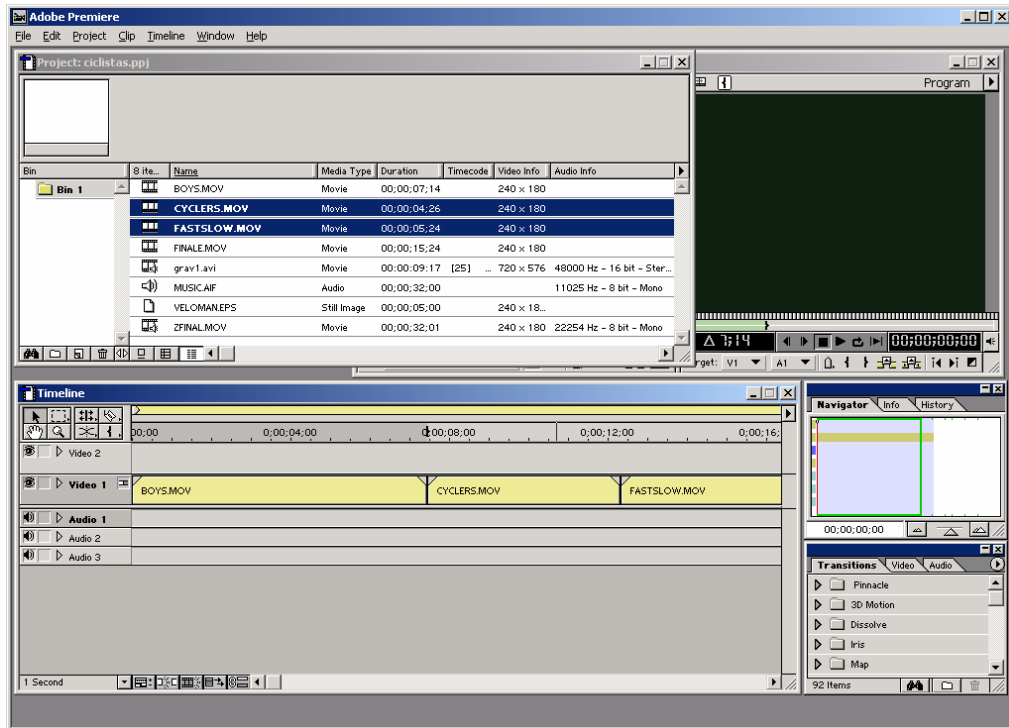 Adobe Premiere
File Edit Project Clip Timeline Window Help
Project: ciclistas.ppj
Program
Bin 8 ite... Name Media Type Duration Timecode Video Info Audio Info
Bin 1
BOYS.MOV Movie 00;00;07;14 240 x 180
CYCLERS.MOV Movie 00;00;04;26 240 x 180
FASTSLOW.MOV Movie 00;00;05;24 240 x 180
FINALE.MOV Movie 00;00;15;24 240 x 180
grav1.avi Movie 00:00:09:17 [25] ... 720 x 576 48000 Hz - 16 bit - Ster...
MUSIC.AIF Audio 00;00;32;00 11025 Hz - 8 bit - Mono
VELOMAN.EPS Still Image 00;00;05;00 240 x 18...
ZFINAL.MOV Movie 00;00;32;01 240 x 180 22254 Hz - 8 bit - Mono
Δ 7;14 00;00;00;00
rget: V1 A1
Timeline
00;00 0;00;04;00 0;00;08;00 0;00;12;00 0;00;16;
Video 2
Video 1 BOYS.MOV CYCLERS.MOV FASTSLOW.MOV
Audio 1
Audio 2
Audio 3
1 Second
Navigator Info History
00;00;00;00
Transitions Video Audio
Pinnacle
3D Motion
Dissolve
Iris
Map
92 Items